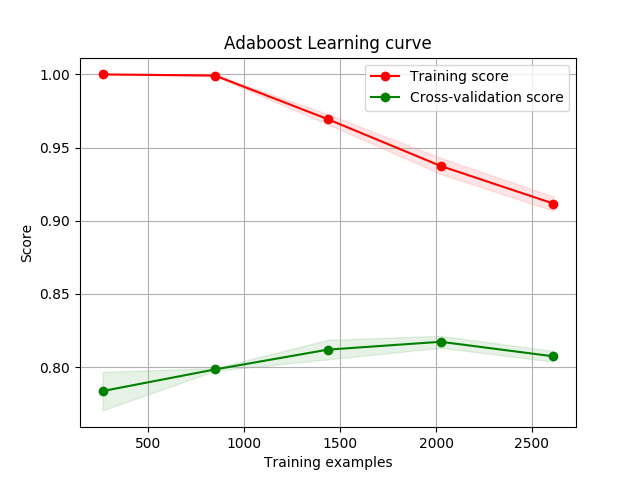 Adaboost Learning curve
Training score
Cross-validation score
1.00
0.95
0.90
0.85
0.80
Score
500
1000
1500
2000
2500
Training examples